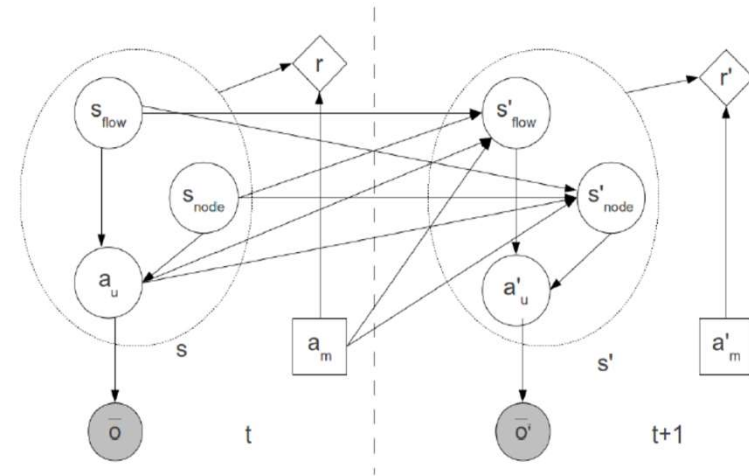 r
r'
s_flow
s'_flow
s_node
s'_node
a_u
a'_u
a_m
a'_m
s
s'
o̅
t
o̅'
t+1